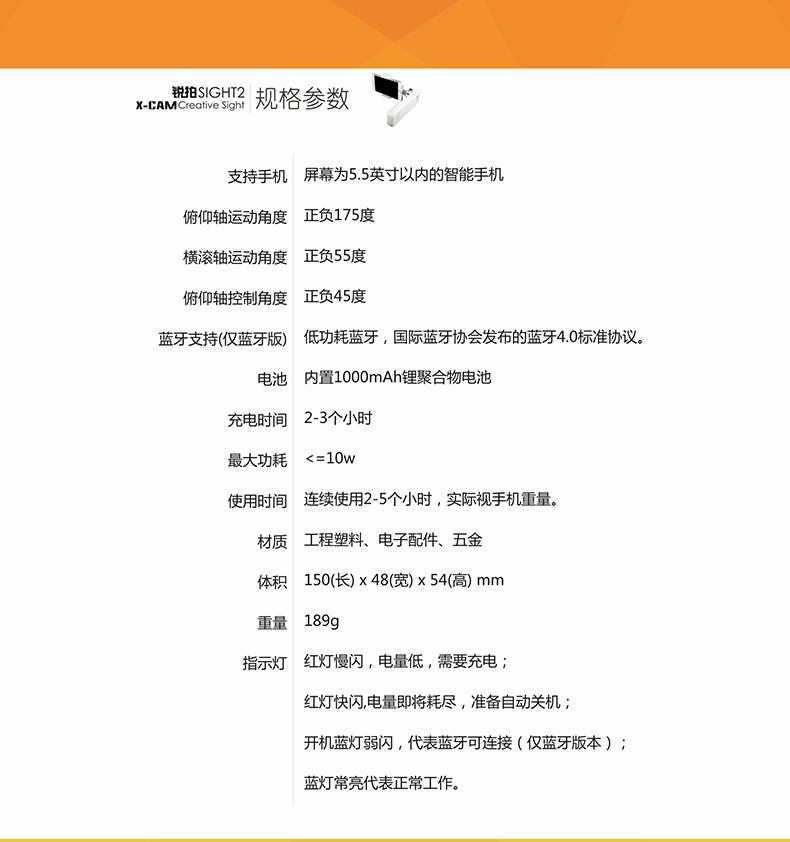 锐拍SIGHT2
X-CAM Creative Sight
规格参数
支持手机 屏幕为5.5英寸以内的智能手机
俯仰轴运动角度 正负175度
横滚轴运动角度 正负55度
俯仰轴控制角度 正负45度
蓝牙支持(仅蓝牙版) 低功耗蓝牙，国际蓝牙协会发布的蓝牙4.0标准协议。
电池 内置1000mAh锂聚合物电池
充电时间 2-3个小时
最大功耗 <=10w
使用时间 连续使用2-5个小时，实际视手机重量。
材质 工程塑料、电子配件、五金
体积 150(长) x 48(宽) x 54(高) mm
重量 189g
指示灯 红灯慢闪，电量低，需要充电；
红灯快闪,电量即将耗尽，准备自动关机；
开机蓝灯弱闪，代表蓝牙可连接（仅蓝牙版本）；
蓝灯常亮代表正常工作。